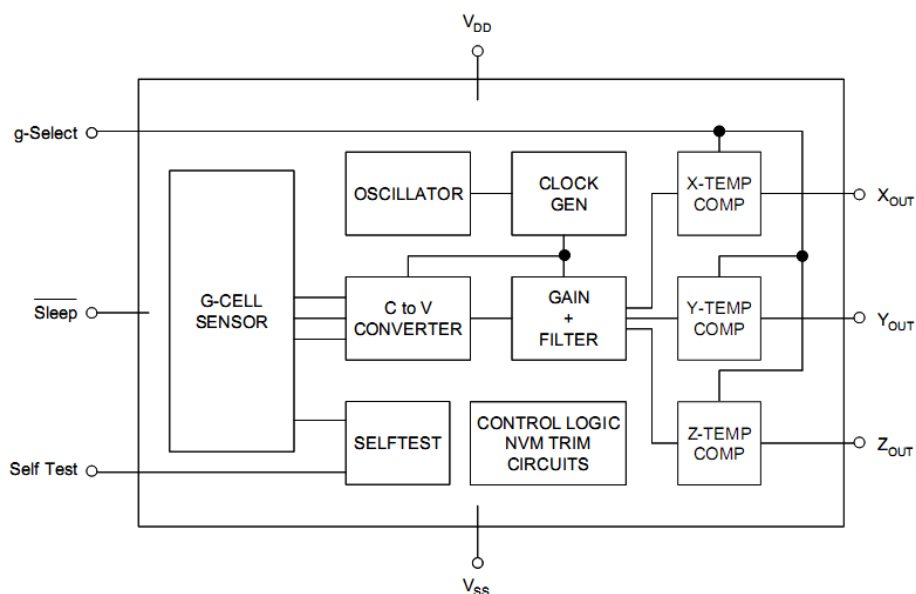 VDD
g-Select
OSCILLATOR
CLOCK
GEN
X-TEMP
COMP
XOUT
Sleep
G-CELL
SENSOR
C to V
CONVERTER
GAIN
+
FILTER
Y-TEMP
COMP
YOUT
Self Test
SELFTEST
CONTROL LOGIC
NVM TRIM
CIRCUITS
Z-TEMP
COMP
ZOUT
VSS